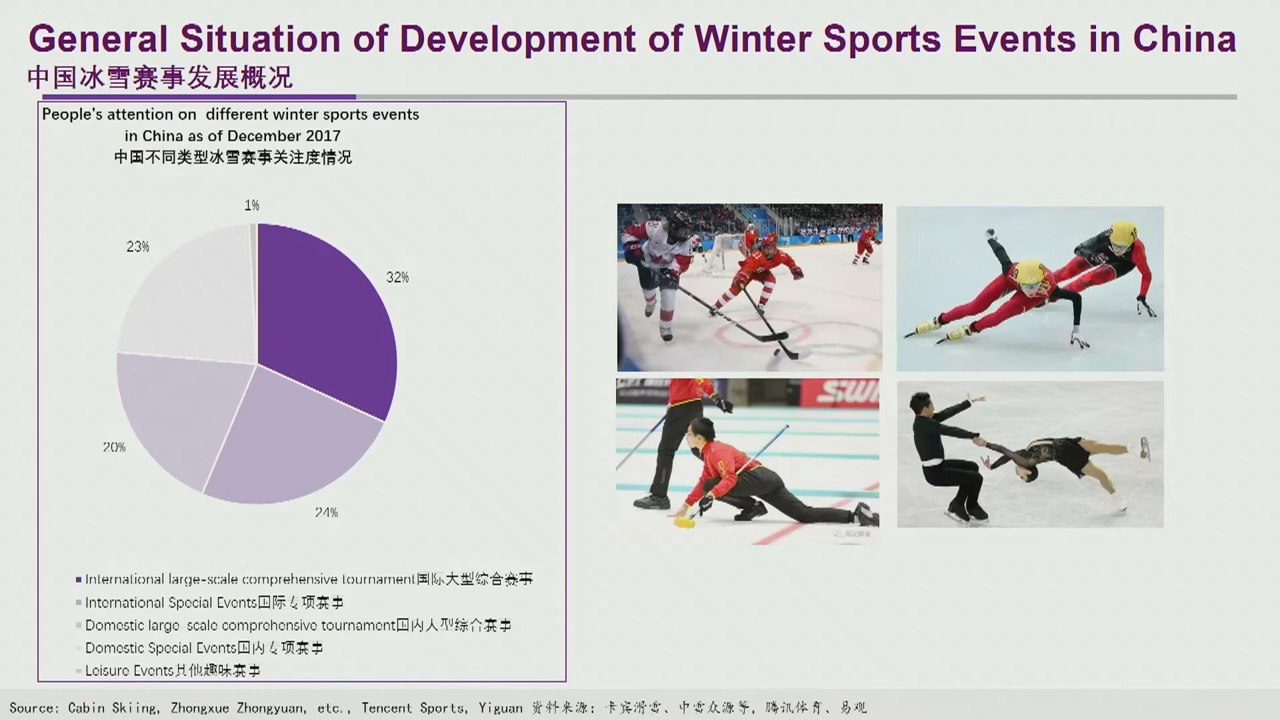 General Situation of Development of Winter Sports Events in China
中国冰雪赛事发展概况
People's attention on different winter sports events
in China as of December 2017
中国不同类型冰雪赛事关注度情况
1%
23%
32%
20%
24%
International large-scale comprehensive tournament国际大型综合赛事
International Special Events国际专项赛事
Domestic large-scale comprehensive tournament国内大型综合赛事
Domestic Special Events国内专项赛事
Leisure Events其他趣味赛事
Source: Cabin Skiing, Zhongxue Zhongyuan, etc., Tencent Sports, Yiguan 资料来源：卡宾滑雪、中雪众源等，腾讯体育、易观